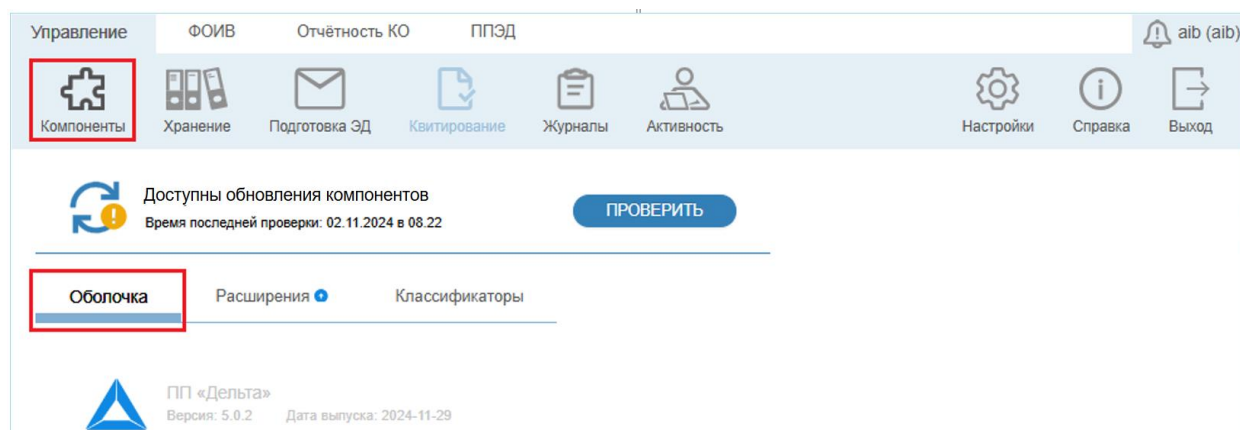 Управление ФОИВ Отчётность КО ППЭД aib (aib)
Компоненты Хранение Подготовка ЭД Квитирование Журналы Активность Настройки Справка Выход
Доступны обновления компонентов
Время последней проверки: 02.11.2024 в 08.22
ПРОВЕРИТЬ
Оболочка Расширения Классификаторы
ПП «Дельта»
Версия: 5.0.2 Дата выпуска: 2024-11-29